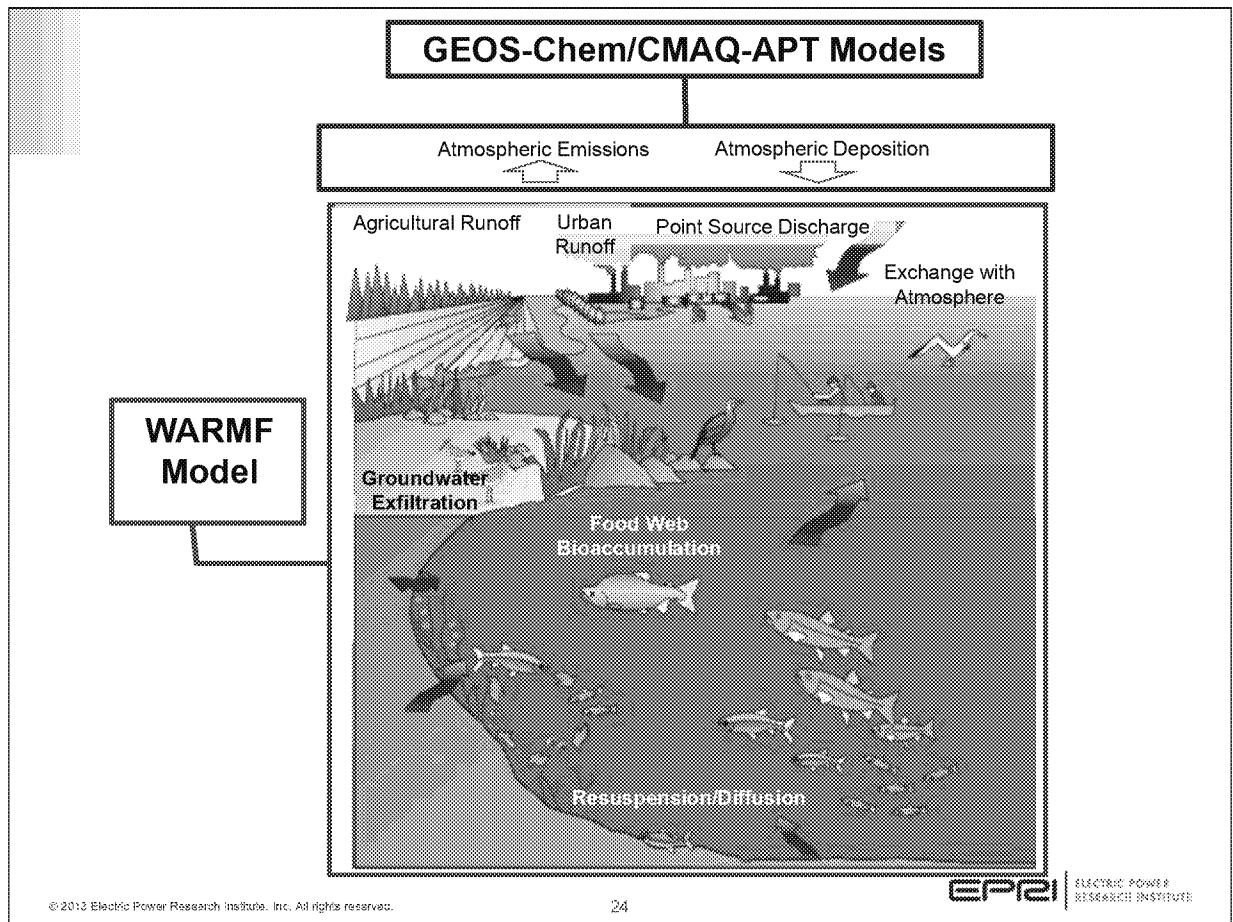 GEOS-Chem/CMAQ-APT Models
Atmospheric Emissions
Atmospheric Deposition
Agricultural Runoff
Urban
Runoff
Point Source Discharge
Exchange with
Atmosphere
WARMF
Model
Groundwater
Exfiltration
Food Web
Bioaccumulation
Resuspension/Diffusion
© 2013 Electric Power Research Institute, Inc. All rights reserved.
24
EPRI
ELECTRIC POWER
RESEARCH INSTITUTE